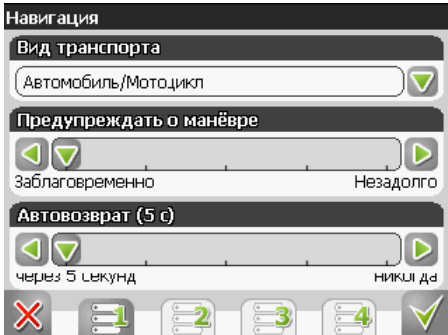 Навигация
Вид транспорта
Автомобиль/Мотоцикл
Предупреждать о манёвре
Заблаговременно Незадолго
Автовозврат (5 с)
через 5 секунд никогда
1 2 3 4